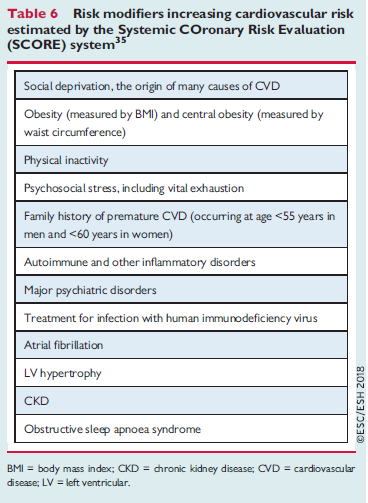 Table 6 Risk modifiers increasing cardiovascular risk
estimated by the Systemic COronary Risk Evaluation
(SCORE) system35
Social deprivation, the origin of many causes of CVD
Obesity (measured by BMI) and central obesity (measured by
waist circumference)
Physical inactivity
Psychosocial stress, including vital exhaustion
Family history of premature CVD (occurring at age <55 years in
men and <60 years in women)
Autoimmune and other inflammatory disorders
Major psychiatric disorders
Treatment for infection with human immunodeficiency virus
Atrial fibrillation
LV hypertrophy
CKD
Obstructive sleep apnoea syndrome
©ESC/ESH 2018
BMI = body mass index; CKD = chronic kidney disease; CVD = cardiovascular
disease; LV = left ventricular.